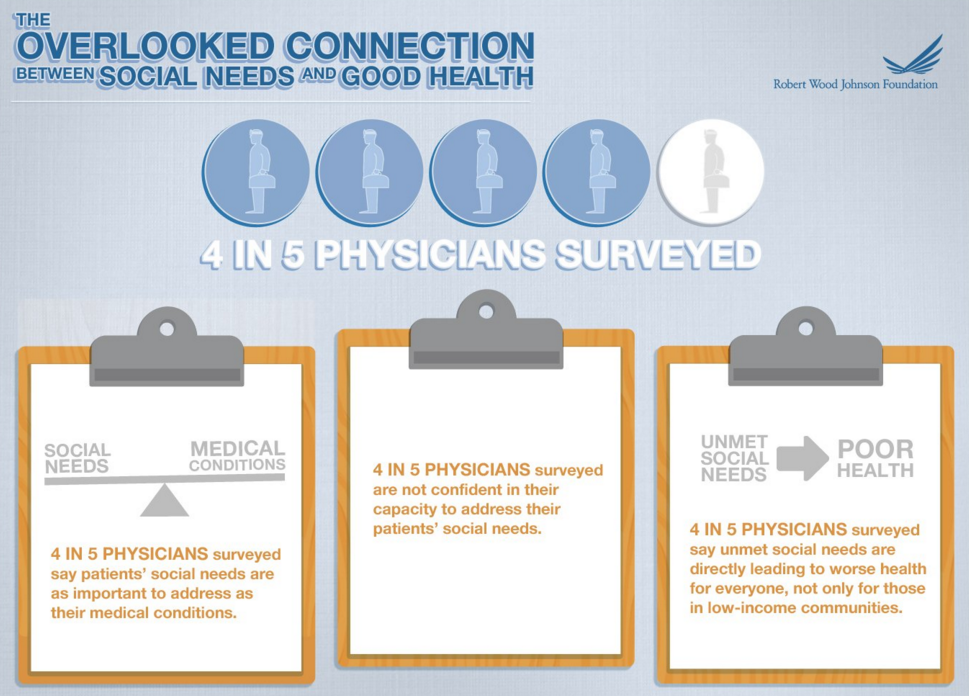 THE
OVERLOOKED CONNECTION
BETWEEN SOCIAL NEEDS AND GOOD HEALTH
Robert Wood Johnson Foundation
4 IN 5 PHYSICIANS SURVEYED
SOCIAL
NEEDS
MEDICAL
CONDITIONS
4 IN 5 PHYSICIANS surveyed
say patients' social needs are
as important to address as
their medical conditions.
4 IN 5 PHYSICIANS surveyed
are not confident in their
capacity to address their
patients' social needs.
UNMET
SOCIAL
NEEDS
POOR
HEALTH
4 IN 5 PHYSICIANS surveyed
say unmet social needs are
directly leading to worse health
for everyone, not only for those
in low-income communities.